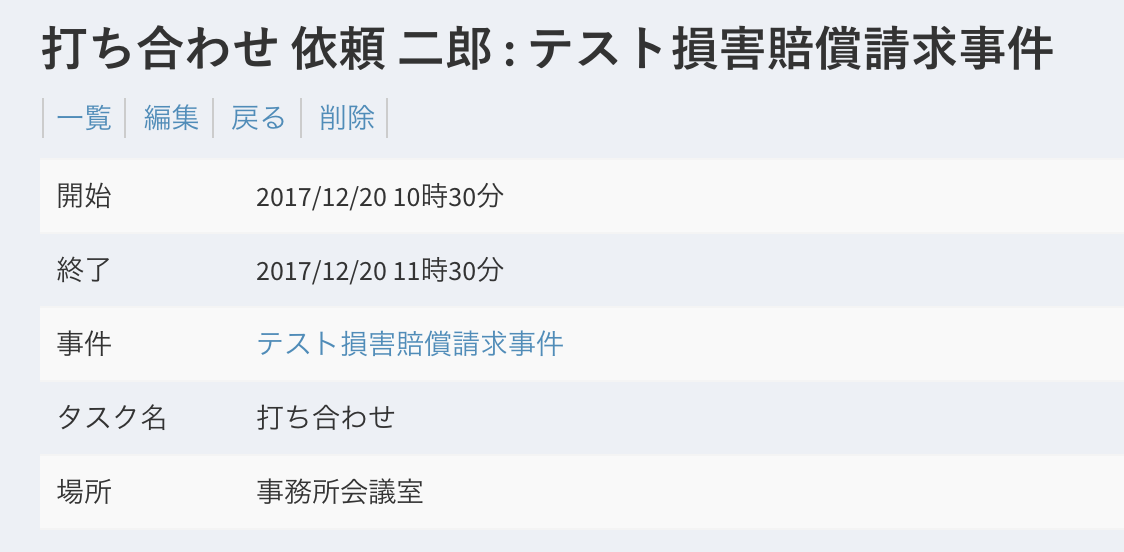 打ち合わせ 依頼 二郎 : テスト損害賠償請求事件
一覧 編集 戻る 削除
開始 2017/12/20 10時30分
終了 2017/12/20 11時30分
事件 テスト損害賠償請求事件
タスク名 打ち合わせ
場所 事務所会議室